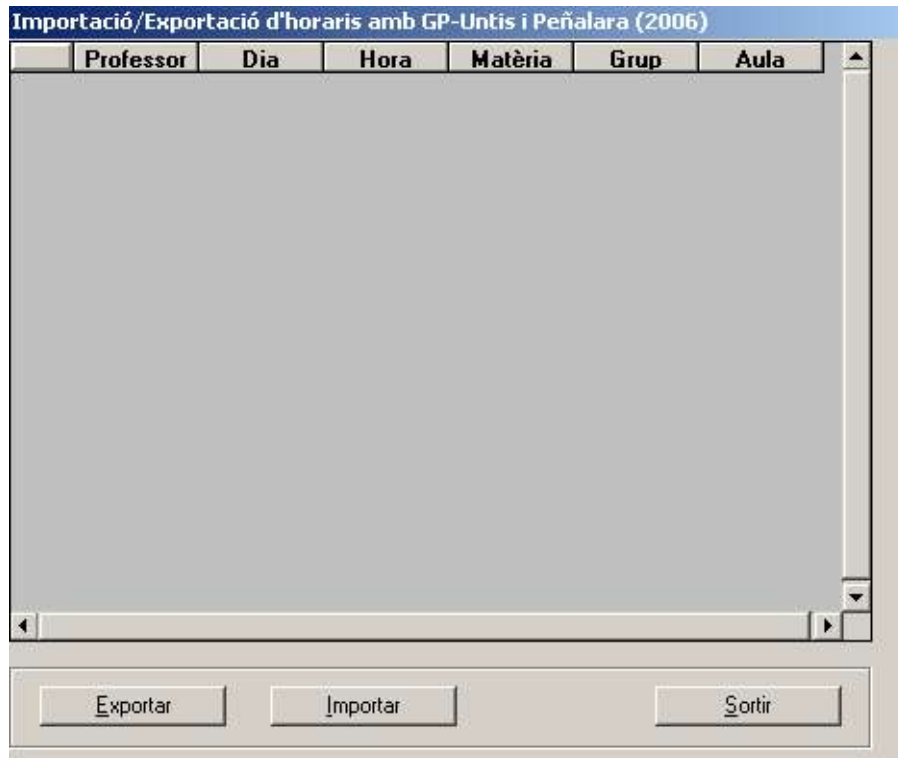 Importació/Exportació d'horaris amb GP-Untis i Peñalara (2006)
Professor Dia Hora Matèria Grup Aula
Exportar Importar Sortir